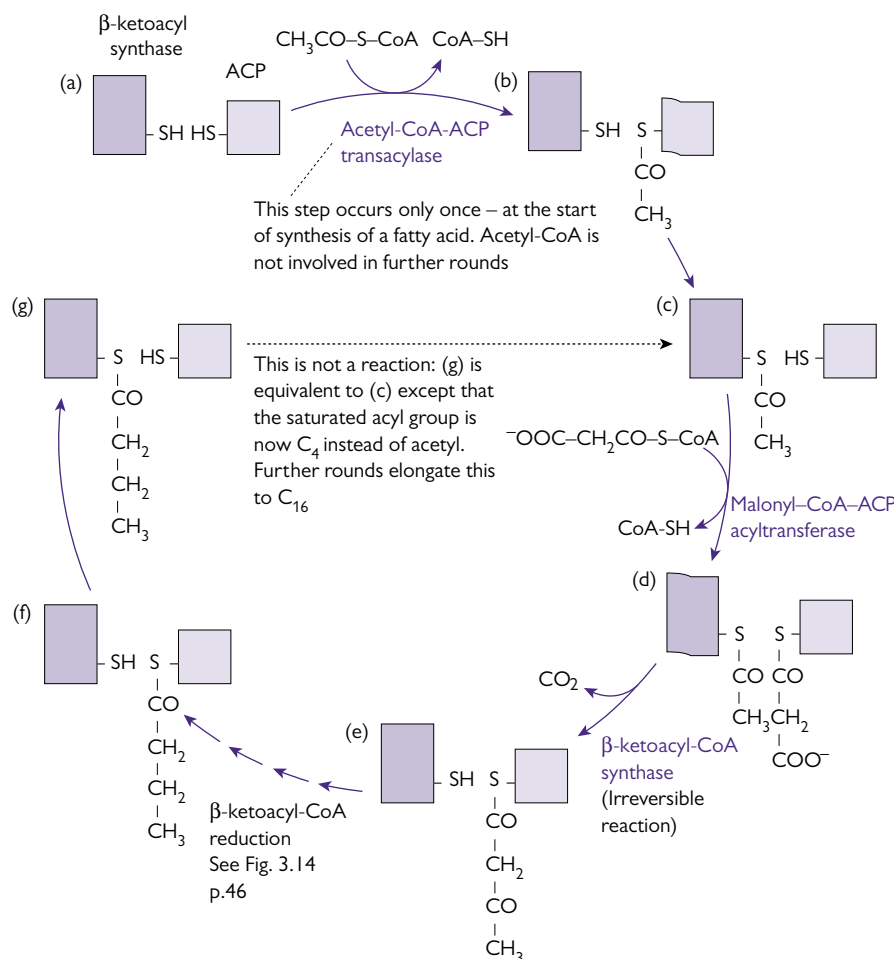 β-ketoacyl
synthase
CH₃CO–S–CoA CoA–SH
(a)
ACP
(b)
SH HS
Acetyl-CoA-ACP
transacylase
SH S
CO
CH₃
This step occurs only once – at the start
of synthesis of a fatty acid. Acetyl-CoA is
not involved in further rounds
(g)
(c)
S HS
CO
CH₂
CH₂
CH₃
This is not a reaction: (g) is
equivalent to (c) except that
the saturated acyl group is
now C₄ instead of acetyl.
Further rounds elongate this
to C₁₆
S HS
CO
CH₃
⁻OOC–CH₂CO–S–CoA
CoA-SH
Malonyl–CoA–ACP
acyltransferase
(d)
S S
CO CO
CH₃ CH₂
COO⁻
CO₂
β-ketoacyl-CoA
synthase
(Irreversible
reaction)
(e)
SH S
CO
CH₂
CO
CH₃
(f)
SH S
CO
CH₂
CH₂
CH₃
β-ketoacyl-CoA
reduction
See Fig. 3.14
p.46